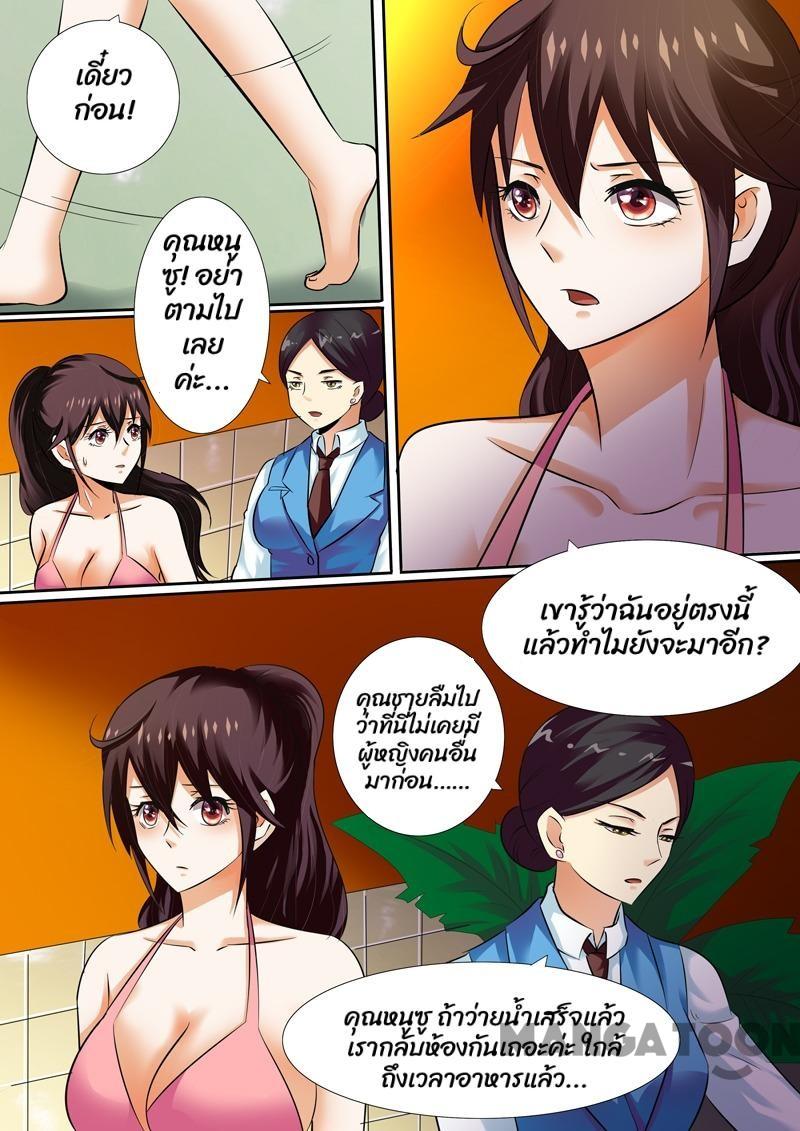 เดี๋ยว
ก่อน!
คุณหนู
ซู! อย่า
ตามไป
เลย
ค่ะ...
เขารู้ว่าฉันอยู่ตรงนี้
แล้วทำไมยังจะมาอีก?
คุณชายลืมไป
ว่าที่นี่ไม่เคยมี
ผู้หญิงคนอื่น
มาก่อน......
คุณหนูซู ถ้าว่ายน้ำเสร็จแล้ว
เรากลับห้องกันเถอะค่ะ ใกล้
ถึงเวลาอาหารแล้ว...
MANGATOON